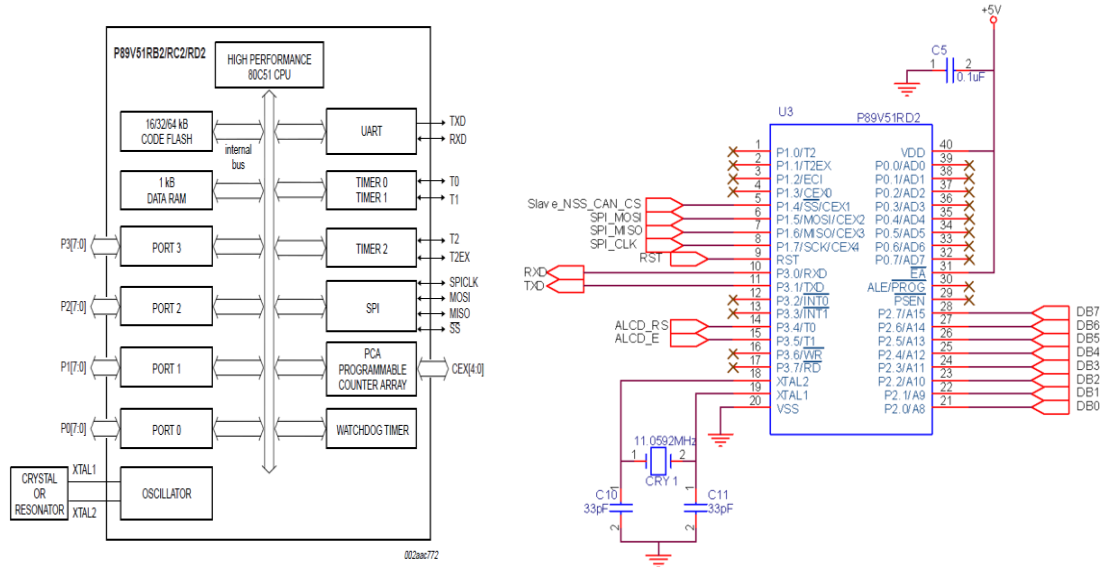 P89V51RB2/RC2/RD2
HIGH PERFORMANCE
80C51 CPU
16/32/64 kB
CODE FLASH
internal
bus
UART
TXD
RXD
1 kB
DATA RAM
TIMER 0
TIMER 1
T0
T1
P3[7:0]
PORT 3
TIMER 2
T2
T2EX
P2[7:0]
PORT 2
SPI
SPICLK
MOSI
MISO
SS
P1[7:0]
PORT 1
PCA
PROGRAMMABLE
COUNTER ARRAY
CEX[4:0]
P0[7:0]
PORT 0
WATCHDOG TIMER
CRYSTAL
OR
RESONATOR
XTAL1
XTAL2
OSCILLATOR
002aac772
+5V
C5
1 2
0.1uF
U3
P89V51RD2
1 P1.0/T2 VDD 40
2 P1.1/T2EX P0.0/AD0 39
3 P1.2/ECI P0.1/AD1 38
4 P1.3/CEX0 P0.2/AD2 37
Slave_NSS_CAN_CS 5 P1.4/SS/CEX1 P0.3/AD3 36
SPI_MOSI 6 P1.5/MOSI/CEX2 P0.4/AD4 35
SPI_MISO 7 P1.6/MISO/CEX3 P0.5/AD5 34
SPI_CLK 8 P1.7/SCK/CEX4 P0.6/AD6 33
RST 9 RST P0.7/AD7 32
RXD 10 P3.0/RXD EA 31
TXD 11 P3.1/TXD ALE/PROG 30
12 P3.2/INT0 PSEN 29
13 P3.3/INT1 P2.7/A15 28 DB7
ALCD_RS 14 P3.4/T0 P2.6/A14 27 DB6
ALCD_E 15 P3.5/T1 P2.5/A13 26 DB5
16 P3.6/WR P2.4/A12 25 DB4
17 P3.7/RD P2.3/A11 24 DB3
18 XTAL2 P2.2/A10 23 DB2
19 XTAL1 P2.1/A9 22 DB1
20 VSS P2.0/A8 21 DB0
11.0592MHz
1 2
CRY 1
C10
33pF
1
2
C11
33pF
1
2